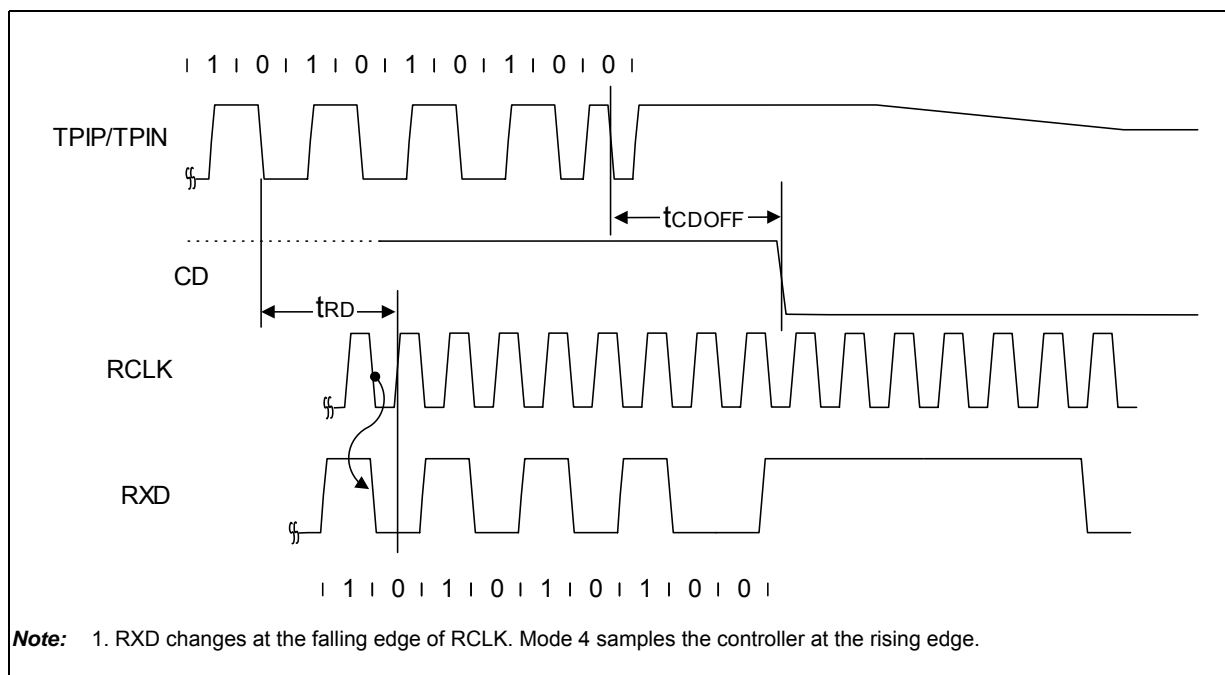 1 0 1 0 1 0 1 0 0
TPIP/TPIN
tCDOFF
CD
tRD
RCLK
RXD
1 0 1 0 1 0 1 0 0
Note: 1. RXD changes at the falling edge of RCLK. Mode 4 samples the controller at the rising edge.